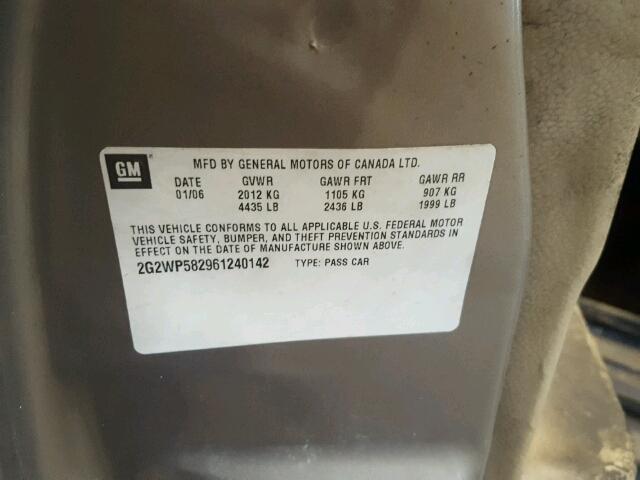 GM
MFD BY GENERAL MOTORS OF CANADA LTD.
DATE GVWR GAWR FRT GAWR RR
01/06 2012 KG 1105 KG 907 KG
4435 LB 2436 LB 1999 LB
THIS VEHICLE CONFORMS TO ALL APPLICABLE U.S. FEDERAL MOTOR
VEHICLE SAFETY, BUMPER, AND THEFT PREVENTION STANDARDS IN
EFFECT ON THE DATE OF MANUFACTURE SHOWN ABOVE.
2G2WP582961240142 TYPE: PASS CAR